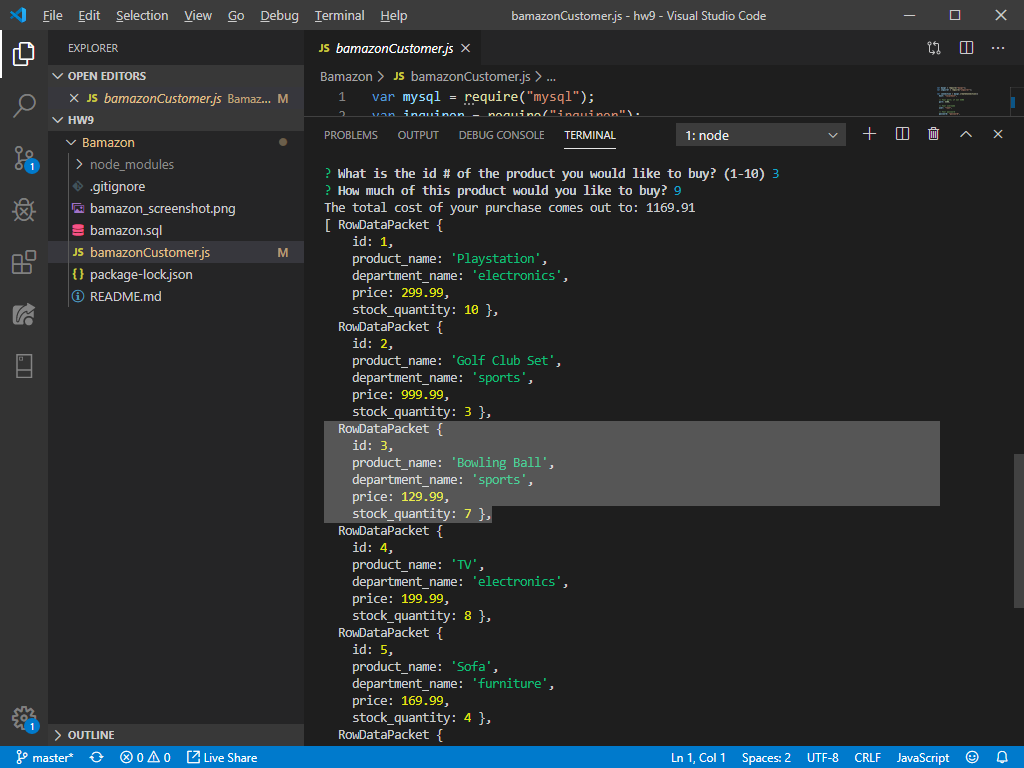 File Edit Selection View Go Debug Terminal Help bamazonCustomer.js - hw9 - Visual Studio Code
EXPLORER
OPEN EDITORS
JS bamazonCustomer.js Bamaz... M
HW9
Bamazon
node_modules
.gitignore
bamazon_screenshot.png
bamazon.sql
JS bamazonCustomer.js M
{} package-lock.json
README.md
OUTLINE
1
1
JS bamazonCustomer.js
Bamazon > JS bamazonCustomer.js > ...
1 var mysql = require("mysql");
2 var inquirer = require("inquirer");
PROBLEMS OUTPUT DEBUG CONSOLE TERMINAL 1: node
? What is the id # of the product you would like to buy? (1-10) 3
? How much of this product would you like to buy? 9
The total cost of your purchase comes out to: 1169.91
[ RowDataPacket {
id: 1,
product_name: 'Playstation',
department_name: 'electronics',
price: 299.99,
stock_quantity: 10 },
RowDataPacket {
id: 2,
product_name: 'Golf Club Set',
department_name: 'sports',
price: 999.99,
stock_quantity: 3 },
RowDataPacket {
id: 3,
product_name: 'Bowling Ball',
department_name: 'sports',
price: 129.99,
stock_quantity: 7 },
RowDataPacket {
id: 4,
product_name: 'TV',
department_name: 'electronics',
price: 199.99,
stock_quantity: 8 },
RowDataPacket {
id: 5,
product_name: 'Sofa',
department_name: 'furniture',
price: 169.99,
stock_quantity: 4 },
RowDataPacket {
master* 0 0 Live Share Ln 1, Col 1 Spaces: 2 UTF-8 CRLF JavaScript